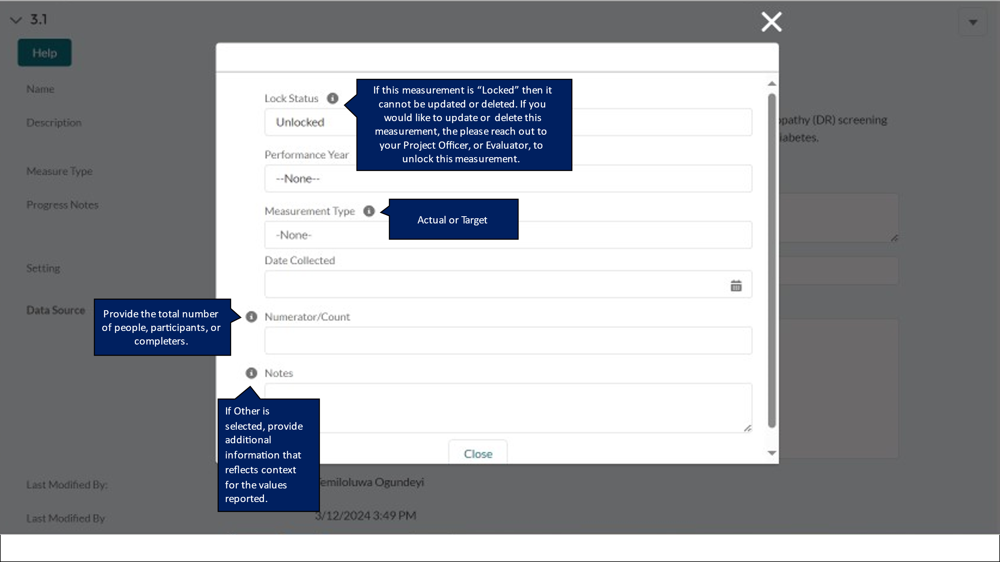 3.1
Help
Name
Description
opathy (DR) screening
iabetes.
Measure Type
Progress Notes
Setting
Data Source
Lock Status
Unlocked
If this measurement is “Locked” then it
cannot be updated or deleted. If you
would like to update or  delete this
measurement, the please reach out to
your Project Officer, or Evaluator, to
unlock this measurement.
Performance Year
--None--
Measurement Type
Actual or Target
-None-
Date Collected
Provide the total number
of people, participants, or
completers.
Numerator/Count
Notes
If Other is
selected, provide
additional
information that
reflects context
for the values
reported.
Close
Last Modified By:
emiloluwa Ogundeyi
Last Modified By
3/12/2024 3:49 PM